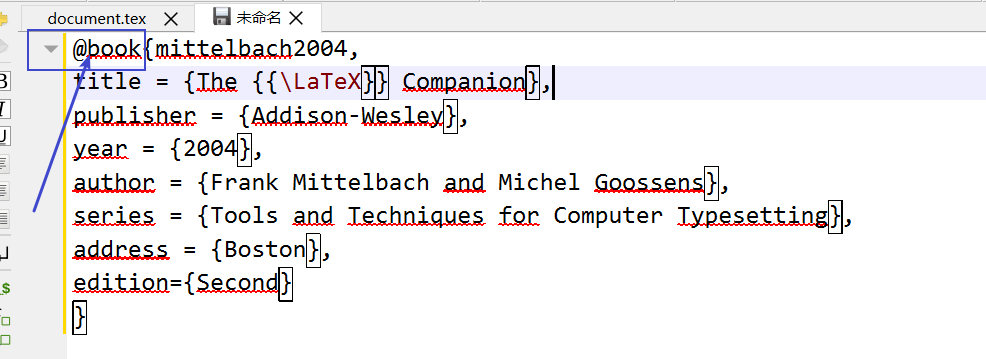 document.tex 未命名
@book{mittelbach2004,
title = {The {{\LaTeX}} Companion},
publisher = {Addison-Wesley},
year = {2004},
author = {Frank Mittelbach and Michel Goossens},
series = {Tools and Techniques for Computer Typesetting},
address = {Boston},
edition={Second}
}